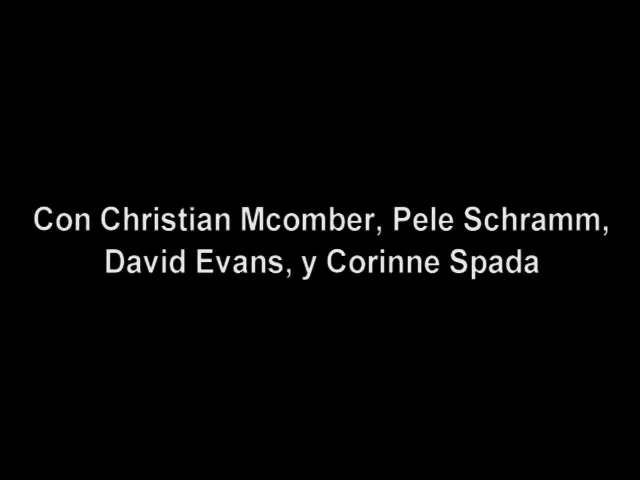 Con Christian Mcomber, Pele Schramm,
David Evans, y Corinne Spada